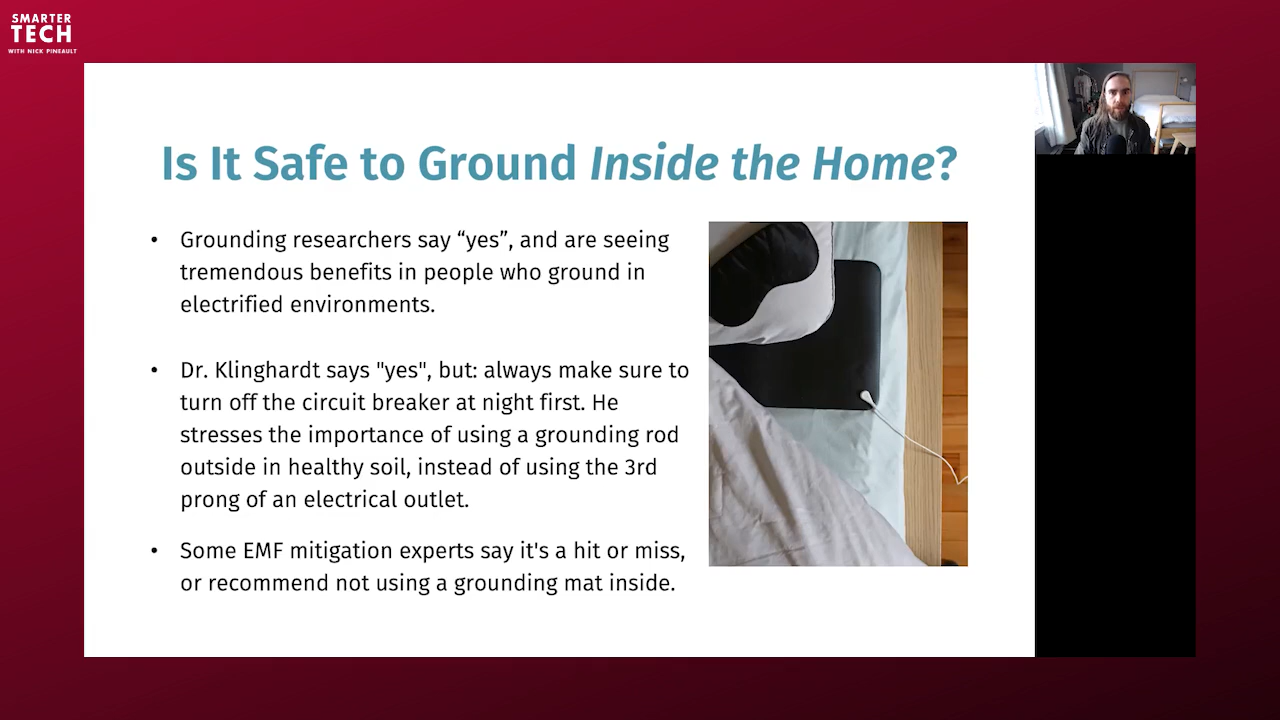 SMARTER
TECH
WITH NICK PINEAULT
Is It Safe to Ground Inside the Home?
• Grounding researchers say “yes”, and are seeing
tremendous benefits in people who ground in
electrified environments.
• Dr. Klinghardt says "yes", but: always make sure to
turn off the circuit breaker at night first. He
stresses the importance of using a grounding rod
outside in healthy soil, instead of using the 3rd
prong of an electrical outlet.
• Some EMF mitigation experts say it's a hit or miss,
or recommend not using a grounding mat inside.